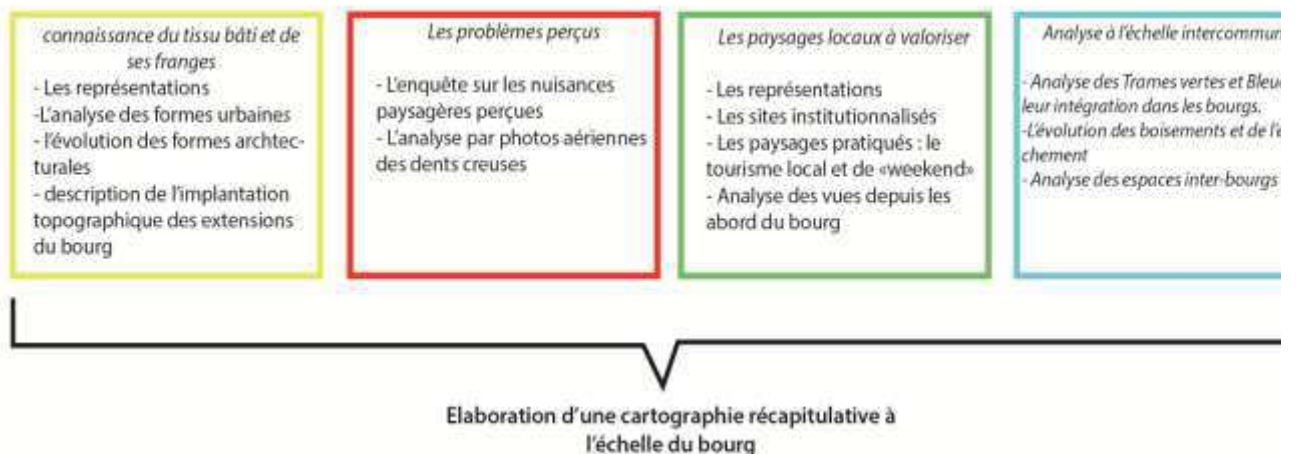 connaissance du tissu bâti et de
ses franges
- Les représentations
-L'analyse des formes urbaines
- l'évolution des formes archtec-
turales
- description de l'implantation
topographique des extensions
du bourg
Les problèmes perçus
- L'enquête sur les nuisances
paysagères perçues
- L'analyse par photos aériennes
des dents creuses
Les paysages locaux à valoriser
- Les représentations
- Les sites institutionnalisés
- Les paysages pratiqués : le
tourisme local et de «weekend»
- Analyse des vues depuis les
abord du bourg
Analyse à l'échelle
- Analyse des Trames vertes et
leur intégration dans les bourgs.
-L'évolution des boisements et de
chement
- Analyse des espaces inter-bourgs
Elaboration d'une cartographie récapitulative à
l'échelle du bourg